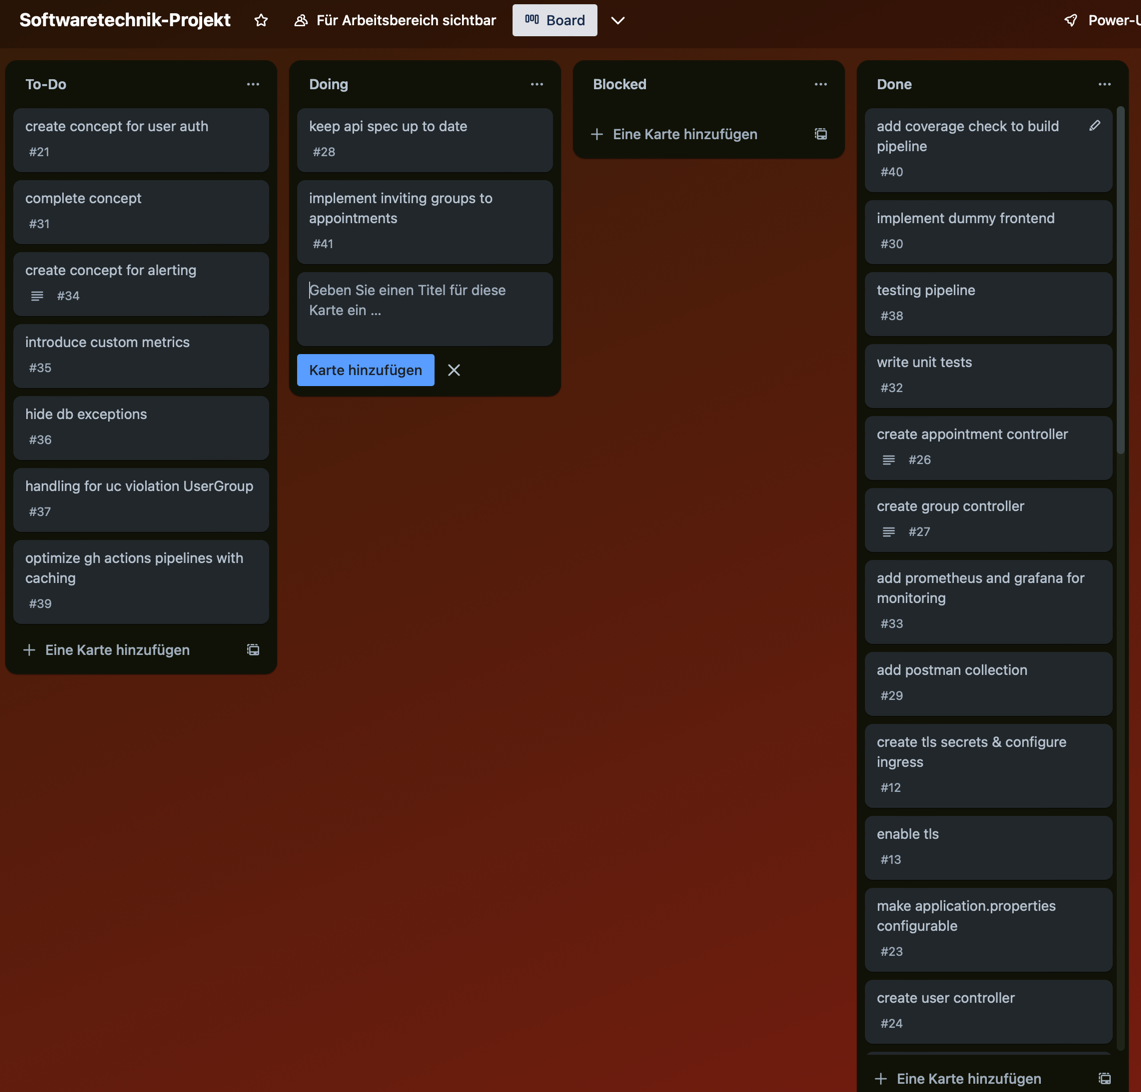 Softwaretechnik-Projekt
Für Arbeitsbereich sichtbar
Board
Power-U
To-Do
create concept for user auth
#21
complete concept
#31
create concept for alerting
#34
introduce custom metrics
#35
hide db exceptions
#36
handling for uc violation UserGroup
#37
optimize gh actions pipelines with
caching
#39
Eine Karte hinzufügen
Doing
keep api spec up to date
#28
implement inviting groups to
appointments
#41
Geben Sie einen Titel für diese
Karte ein ...
Karte hinzufügen
Blocked
Eine Karte hinzufügen
Done
add coverage check to build
pipeline
#40
implement dummy frontend
#30
testing pipeline
#38
write unit tests
#32
create appointment controller
#26
create group controller
#27
add prometheus and grafana for
monitoring
#33
add postman collection
#29
create tls secrets & configure
ingress
#12
enable tls
#13
make application.properties
configurable
#23
create user controller
#24
Eine Karte hinzufügen